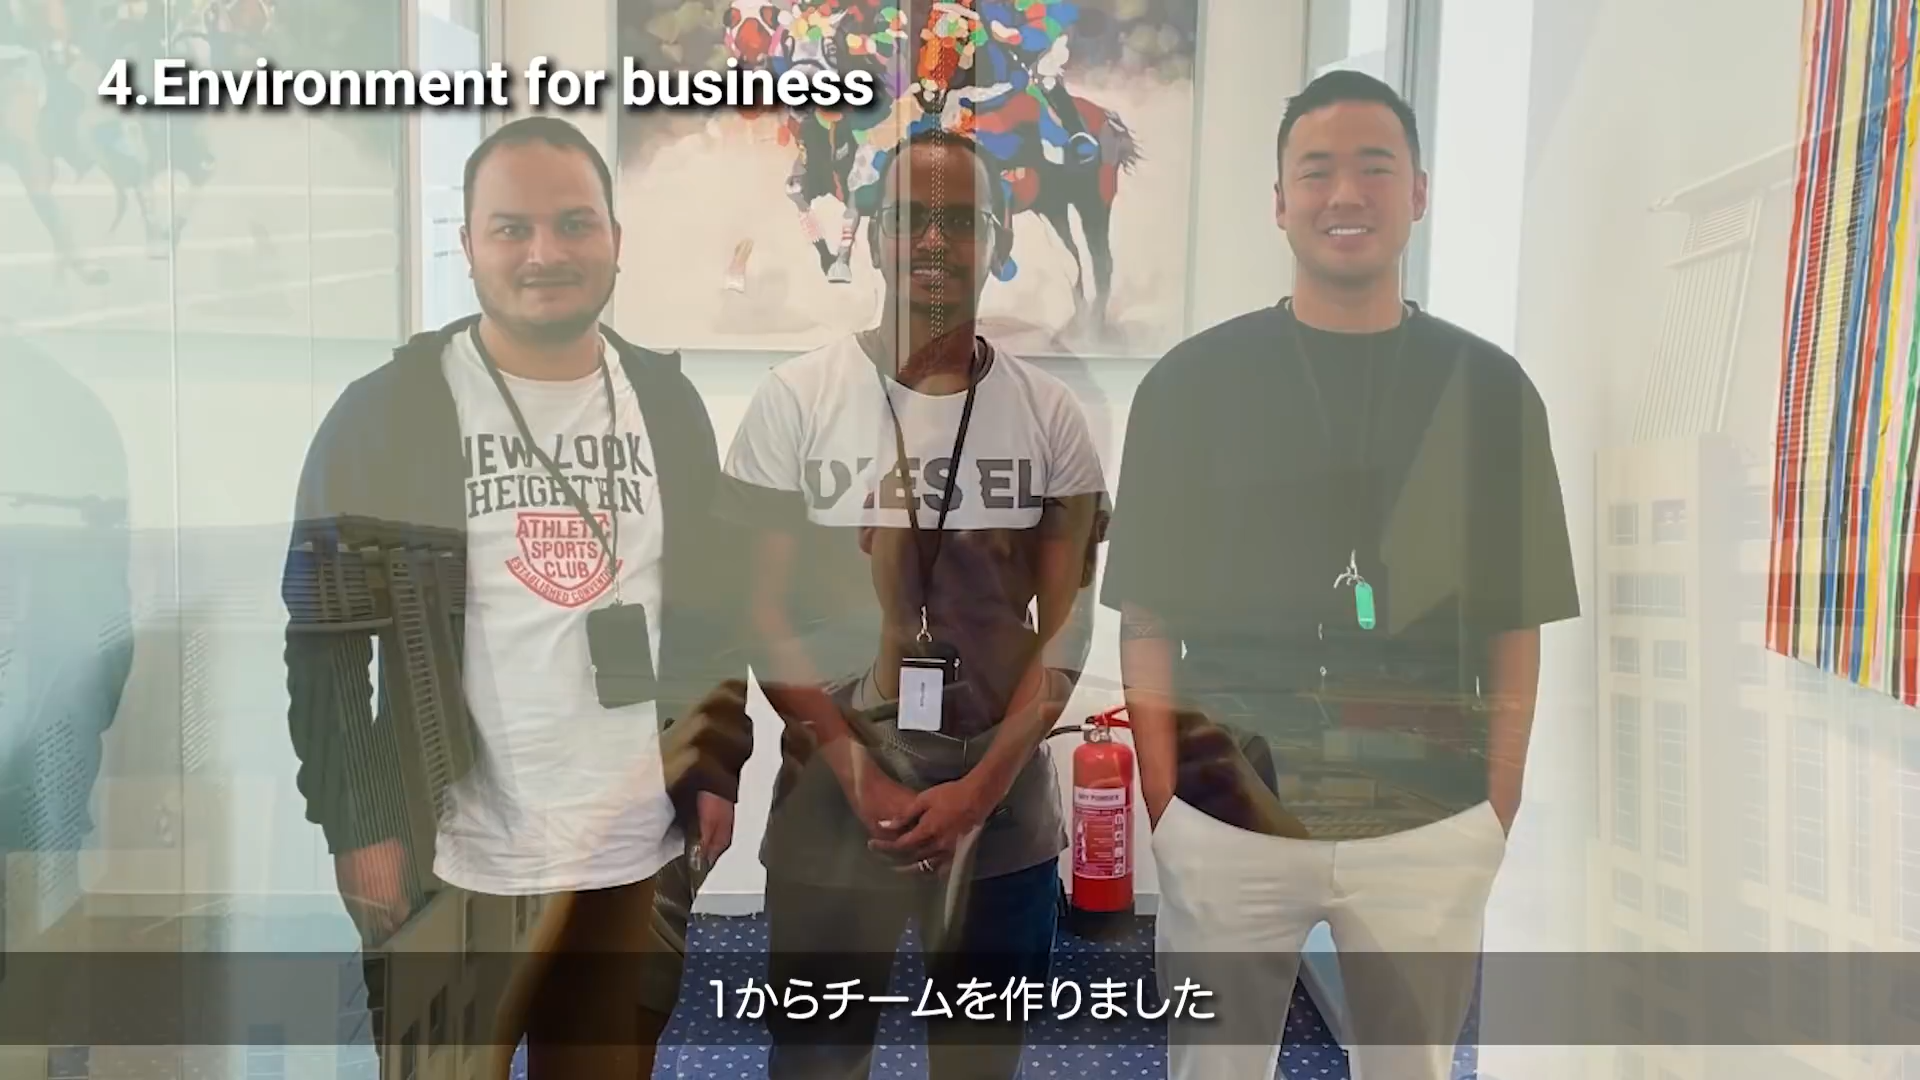 4.Environment for business
NEW LOOK
HEIGHTEN
ATHLETIC
SPORTS
CLUB
DIESEL
1からチームを作りました